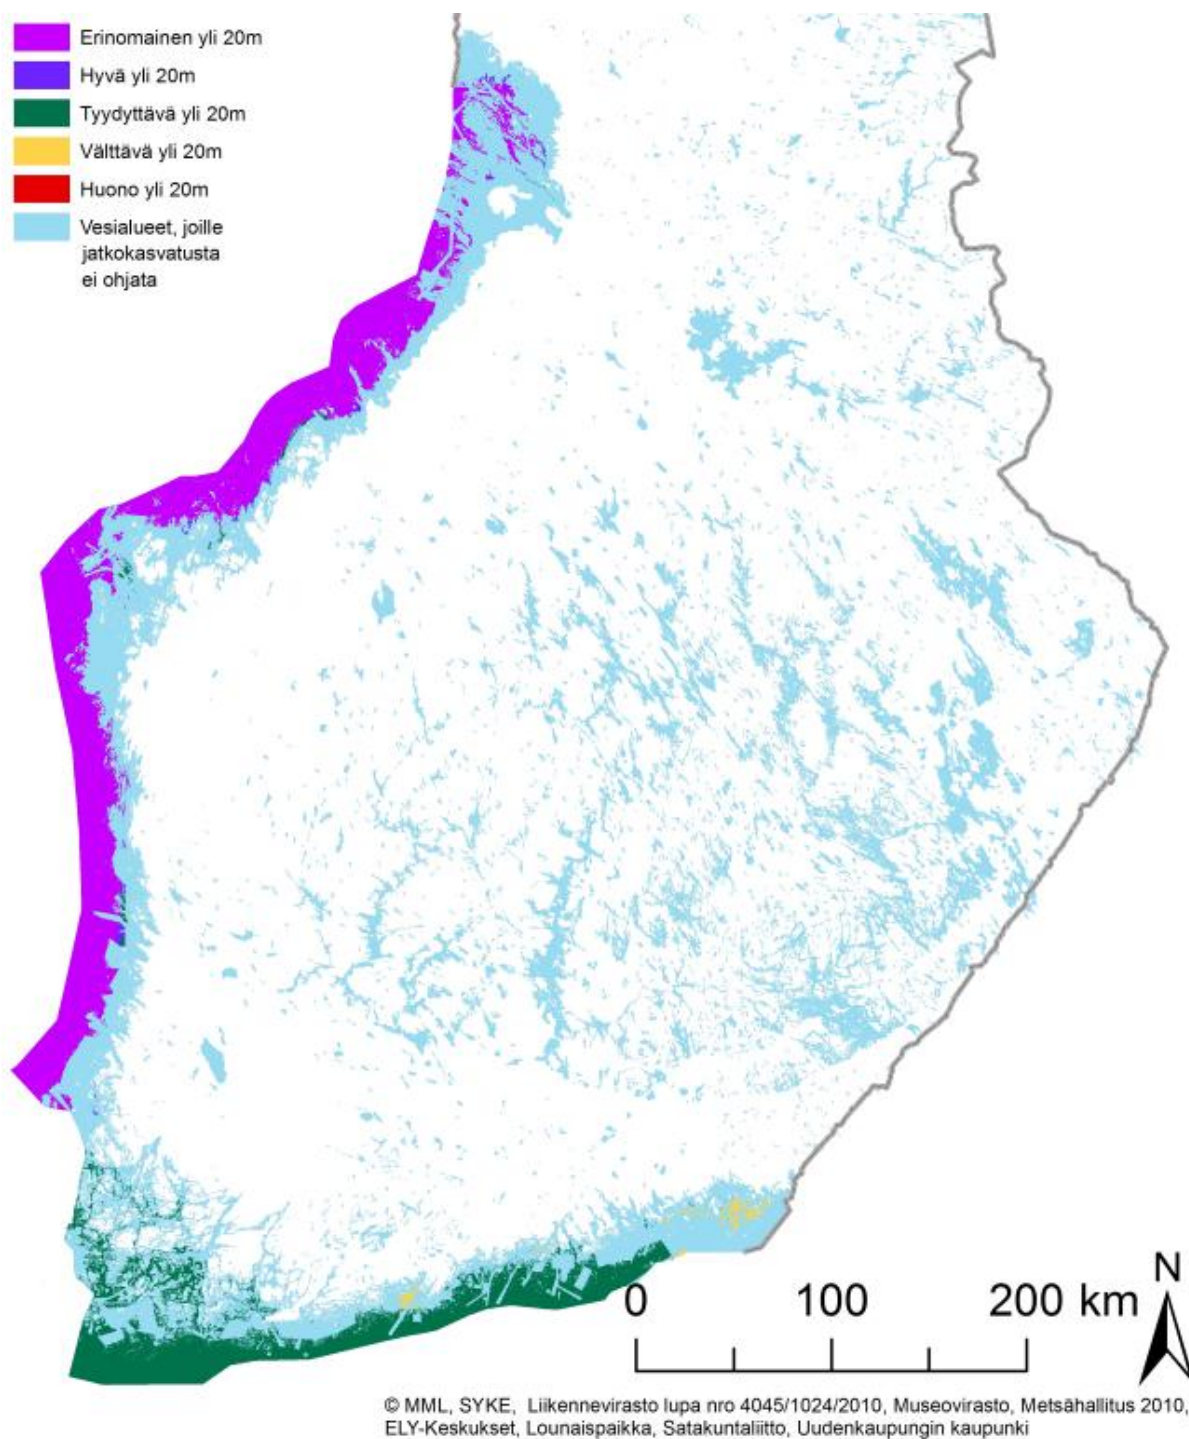 Erinomainen yli 20m
Hyvä yli 20m
Tyydyttävä yli 20m
Välttävä yli 20m
Huono yli 20m
Vesialueet, joille
jatkokasvatusta
ei ohjata
N
0 100 200 km
© MML, SYKE, Liikennevirasto lupa nro 4045/1024/2010, Museovirasto, Metsähallitus 2010,
ELY-Keskukset, Lounaispaikka, Satakuntaliitto, Uudenkaupungin kaupunki